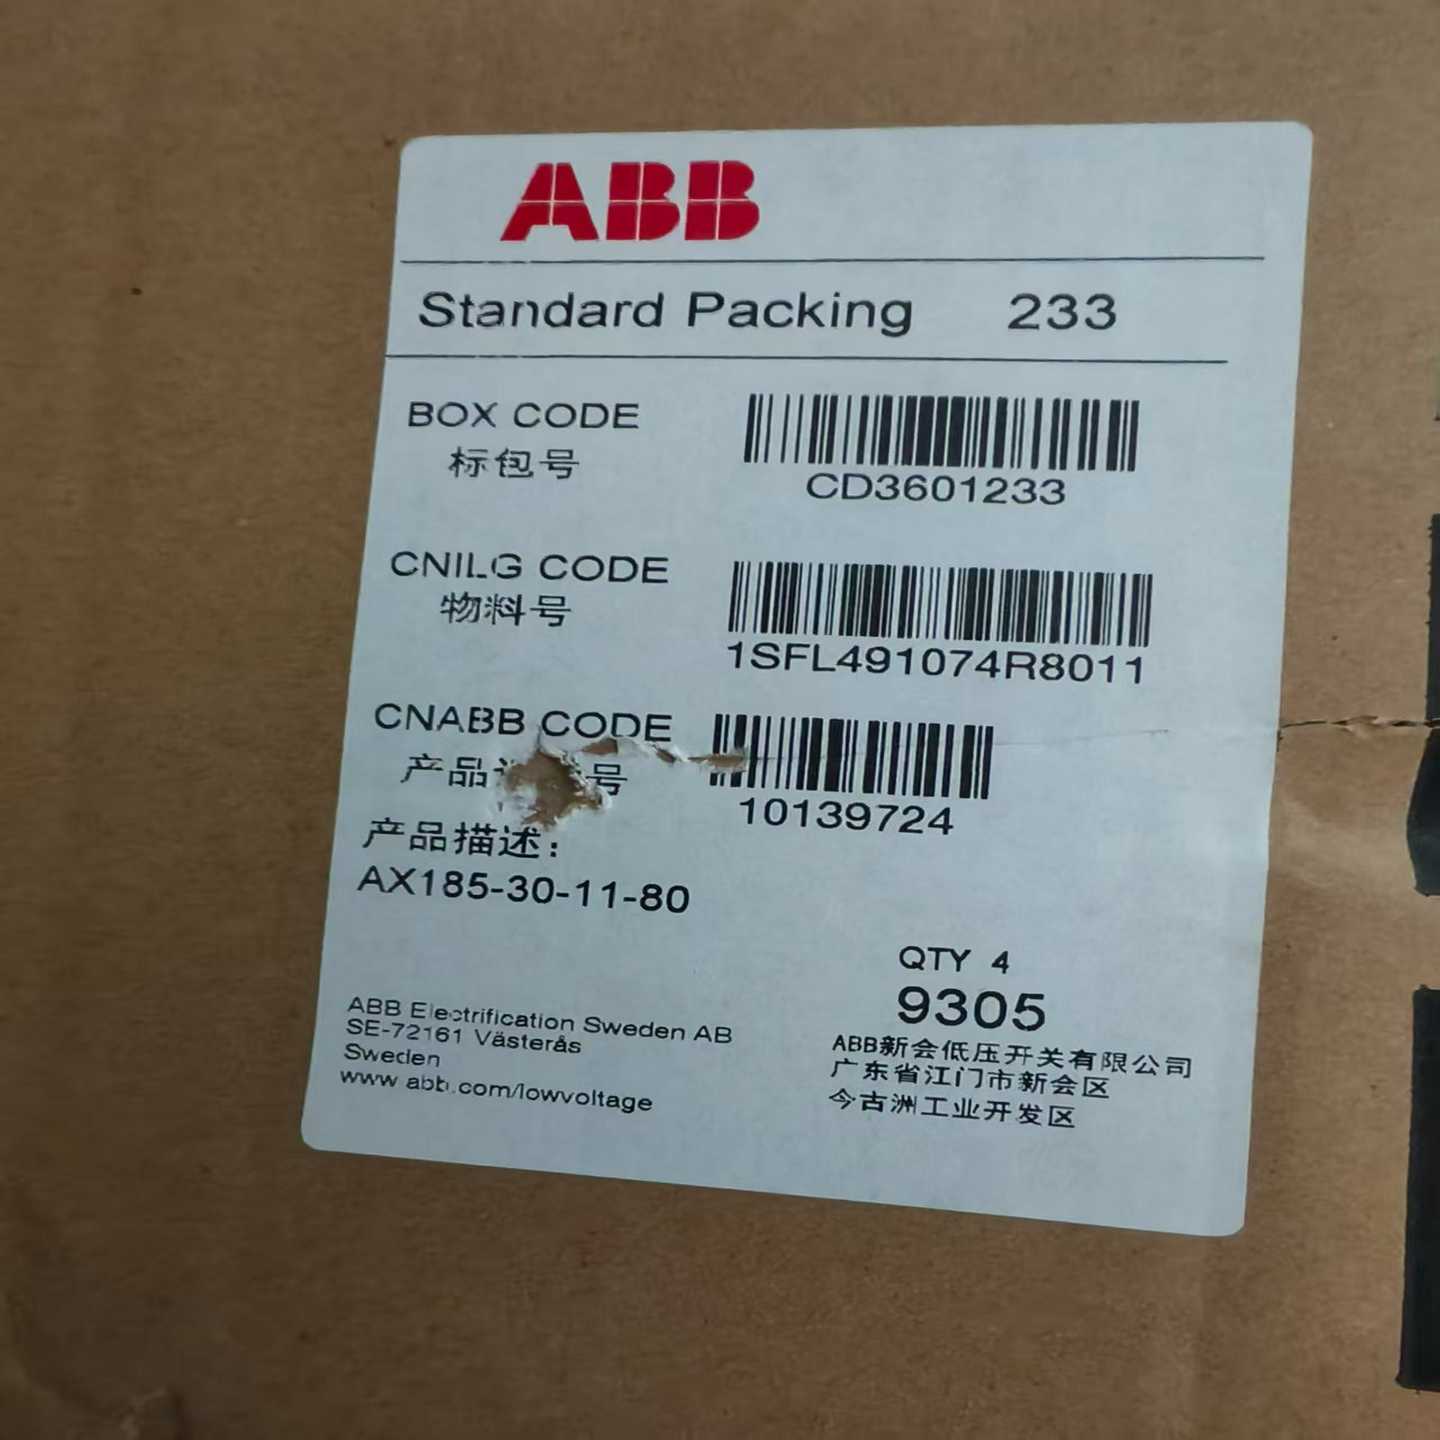 ABB
Standard Packing 233
BOX CODE
标包号
CD3601233
CNILG CODE
物料号
1SFL491074R8011
CNABB CODE
产品 号
10139724
产品描述:
AX185-30-11-80
QTY 4
9305
ABB Electrification Sweden AB
SE-72161 Västerås
Sweden
www.abb.com/lowvoltage
ABB新会低压开关有限公司
广东省江门市新会区
今古洲工业开发区